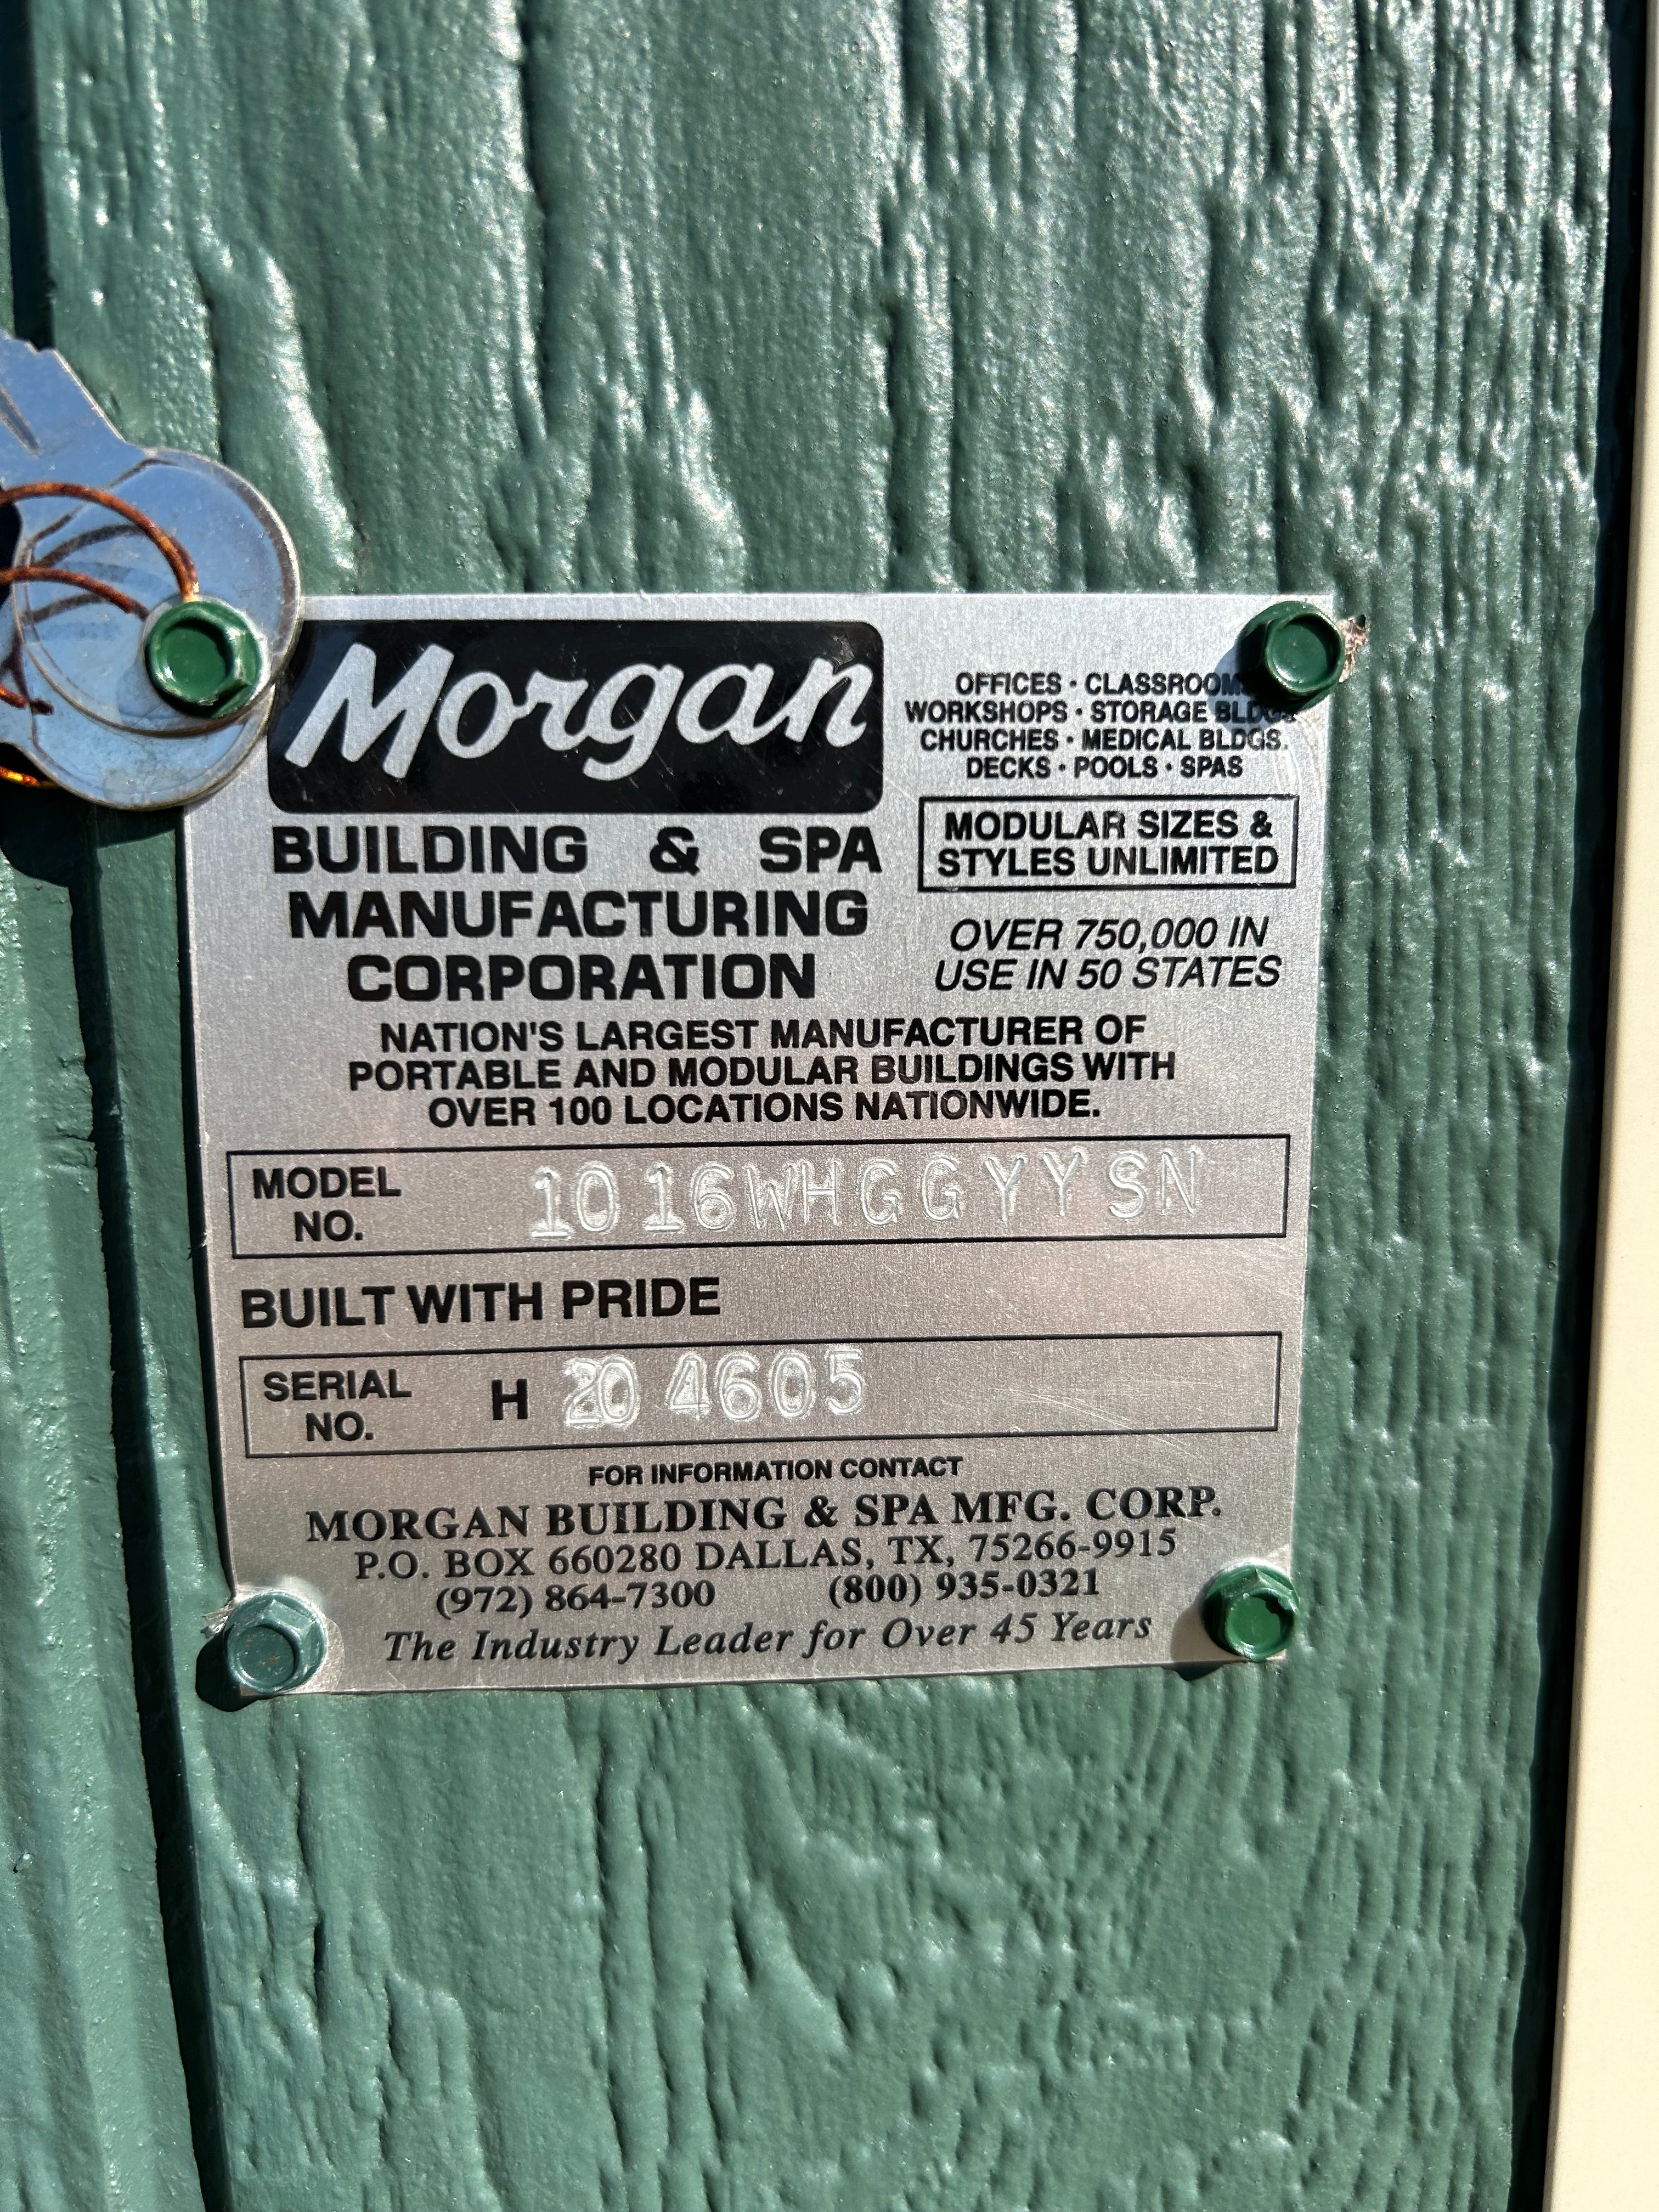 Morgan
BUILDING & SPA
MANUFACTURING
CORPORATION
OFFICES · CLASSROOMS
WORKSHOPS · STORAGE BLDGS
CHURCHES · MEDICAL BLDGS.
DECKS · POOLS · SPAS
MODULAR SIZES &
STYLES UNLIMITED
OVER 750,000 IN
USE IN 50 STATES
NATION'S LARGEST MANUFACTURER OF
PORTABLE AND MODULAR BUILDINGS WITH
OVER 100 LOCATIONS NATIONWIDE.
MODEL NO. 1016WHGGYYSN
BUILT WITH PRIDE
SERIAL NO. H 204605
FOR INFORMATION CONTACT
MORGAN BUILDING & SPA MFG. CORP.
P.O. BOX 660280 DALLAS, TX, 75266-9915
(972) 864-7300 (800) 935-0321
The Industry Leader for Over 45 Years